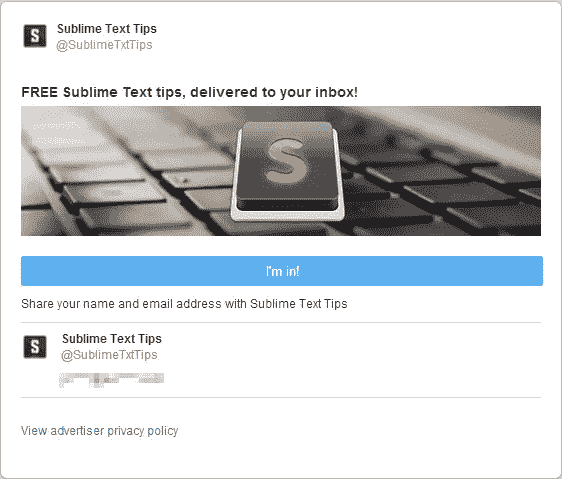 Sublime Text Tips
@SublimeTxtTips
FREE Sublime Text tips, delivered to your inbox!
S
I'm in!
Share your name and email address with Sublime Text Tips
Sublime Text Tips
@SublimeTxtTips
View advertiser privacy policy